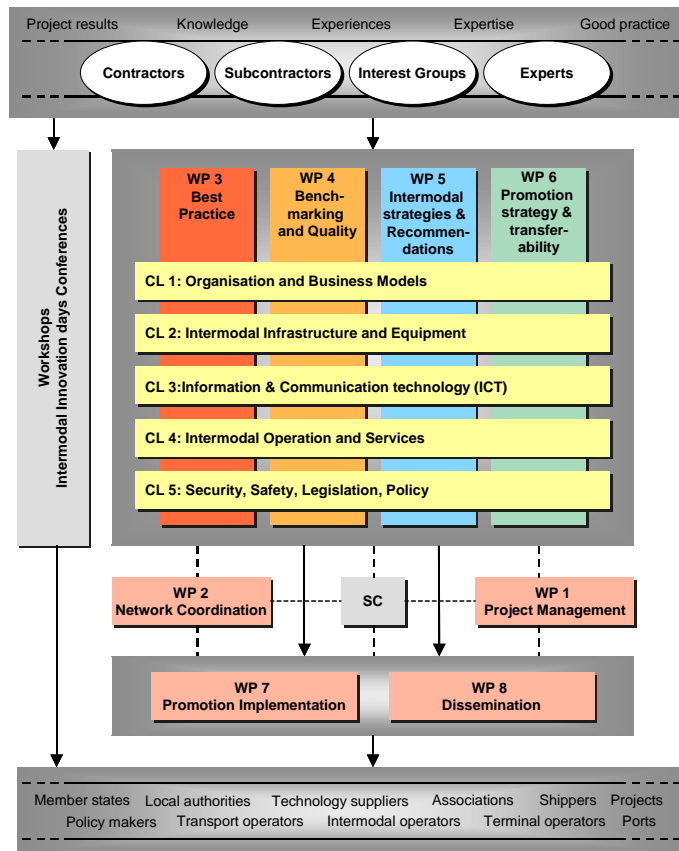 Project results Knowledge Experiences Expertise Good practice
Contractors Subcontractors Interest Groups Experts
Workshops
Intermodal Innovation days Conferences
WP 3
Best
Practice
WP 4
Bench-
marking
and Quality
WP 5
Intermodal
strategies &
Recommen-
dations
WP 6
Promotion
strategy &
transfer-
ability
CL 1: Organisation and Business Models
CL 2: Intermodal Infrastructure and Equipment
CL 3:Information & Communication technology (ICT)
CL 4: Intermodal Operation and Services
CL 5: Security, Safety, Legislation, Policy
WP 2
Network Coordination
SC
WP 1
Project Management
WP 7
Promotion Implementation
WP 8
Dissemination
Member states Local authorities Technology suppliers Associations Shippers Projects
Policy makers Transport operators Intermodal operators Terminal operators Ports